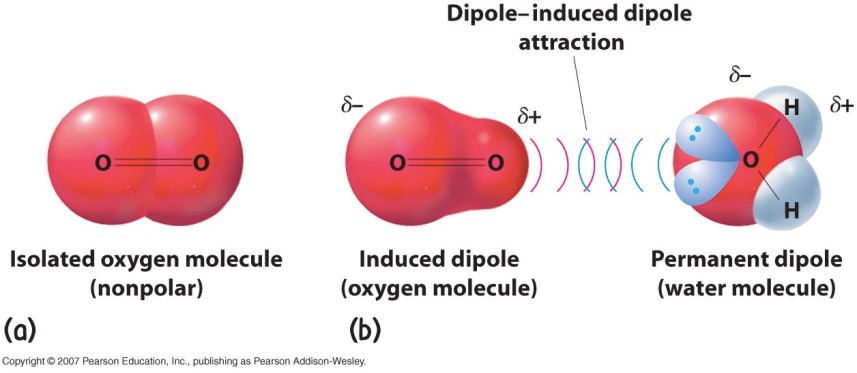 Dipole–induced dipole
attraction
δ–
δ+
δ–
δ+
O
O
O
O
H
O
H
Isolated oxygen molecule
(nonpolar)
Induced dipole
(oxygen molecule)
Permanent dipole
(water molecule)
(a)
(b)
Copyright © 2007 Pearson Education, Inc., publishing as Pearson Addison-Wesley.